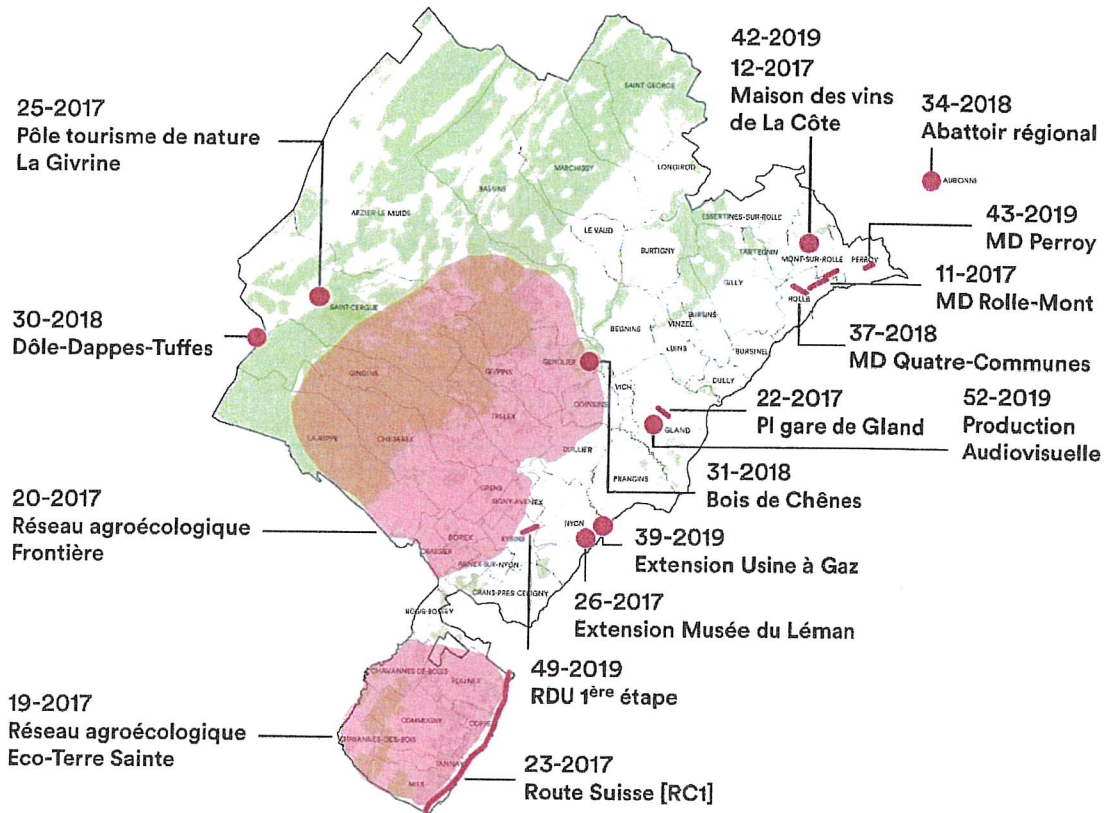 25-2017
Pôle tourisme de nature
La Givrine
30-2018
Dôle-Dappes-Tuffes
20-2017
Réseau agroécologique
Frontière
19-2017
Réseau agroécologique
Eco-Terre Sainte
42-2019
12-2017
Maison des vins
de La Côte
34-2018
Abattoir régional
AUBONNE
43-2019
MD Perroy
11-2017
MD Rolle-Mont
37-2018
MD Quatre-Communes
22-2017
PI gare de Gland
52-2019
Production
Audiovisuelle
31-2018
Bois de Chênes
39-2019
Extension Usine à Gaz
26-2017
Extension Musée du Léman
49-2019
RDU 1ère étape
23-2017
Route Suisse [RC1]
SAINT-GEORGE
LONGIROD
MARCHISSY
BASSINS
ARZIER-LE MUIDS
LE VAUD
BURTIGNY
ESSERTINES-SUR-ROLLE
TARTEGNIN
MONT-SUR-ROLLE
PERROY
ROLLE
GILLY
BURSINS
VINZEL
LUINS
BEGNINS
BURSINEL
DULLY
SAINT-CERGUE
GENOLIER
GIVRINS
GINGINS
VICH
COINSINS
TRELEX
GLAND
LA RIPPE
CHESEREX
DUILLIER
PRANGINS
GRENS
SIGNY-AVENEX
NYON
EYSINS
BOREX
CRASSIER
ARNEX-SUR-NYON
CRANS-PRES-CELIGNY
BOGIS-BOSSEY
CHAVANNES-DE-BOGIS
FOUNEX
COMMUGNY
COPPET
CHAVANNES-DES-BOIS
TANNAY
MIES